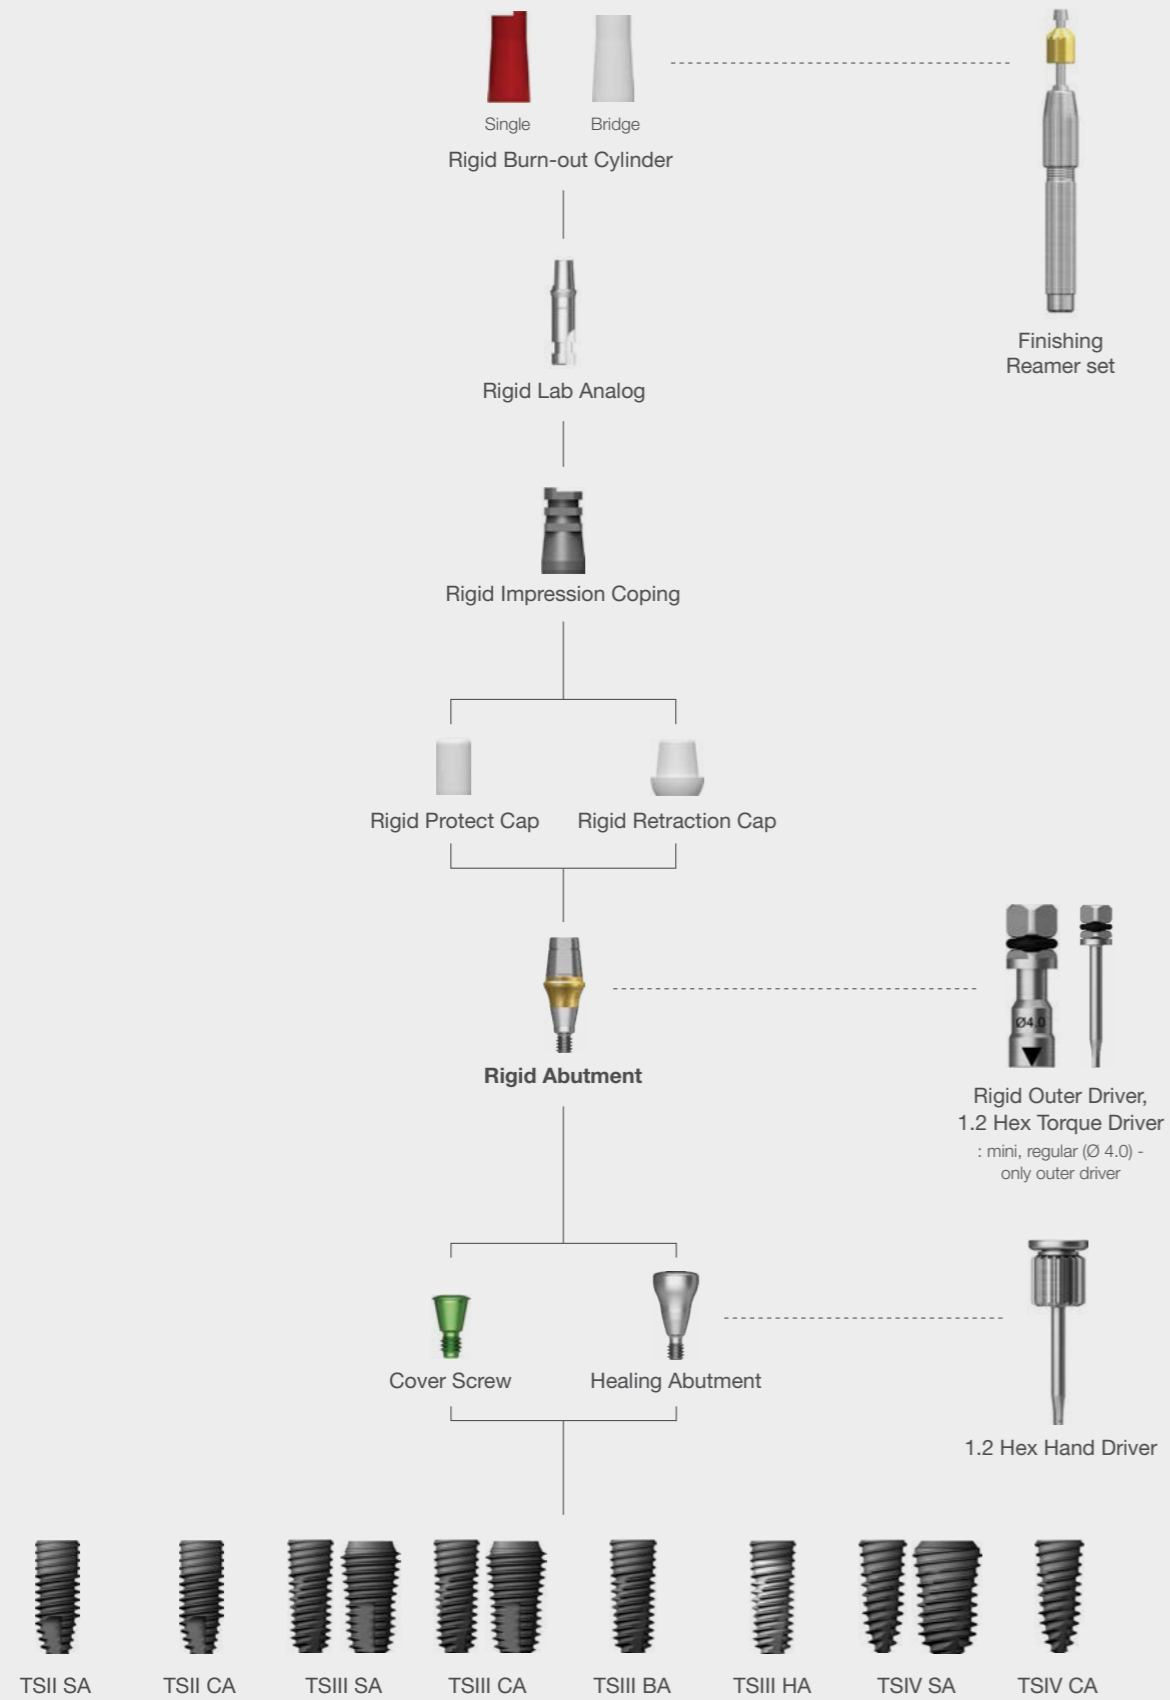 Single
Bridge
Rigid Burn-out Cylinder
Finishing
Reamer set
Rigid Lab Analog
Rigid Impression Coping
Rigid Protect Cap
Rigid Retraction Cap
Ø4.0
Rigid Abutment
Rigid Outer Driver,
1.2 Hex Torque Driver
: mini, regular (Ø 4.0) -
only outer driver
Cover Screw
Healing Abutment
1.2 Hex Hand Driver
TSII SA
TSII CA
TSIII SA
TSIII CA
TSIII BA
TSIII HA
TSIV SA
TSIV CA